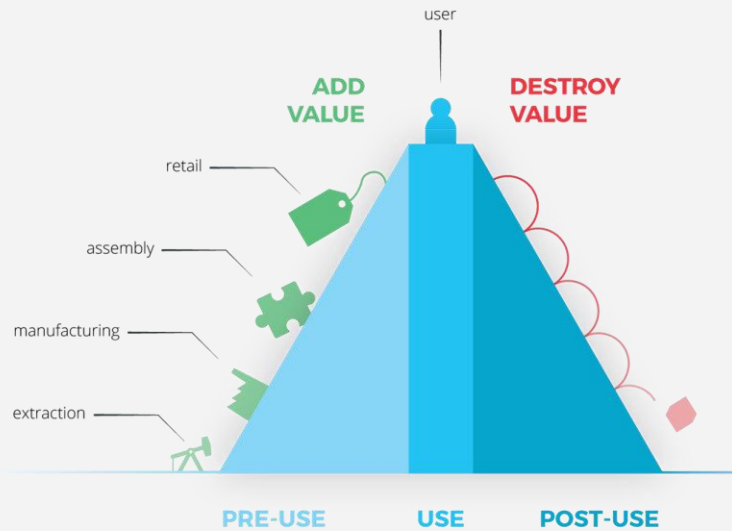 user
ADD
VALUE
DESTROY
VALUE
retail
assembly
manufacturing
extraction
PRE-USE
USE
POST-USE